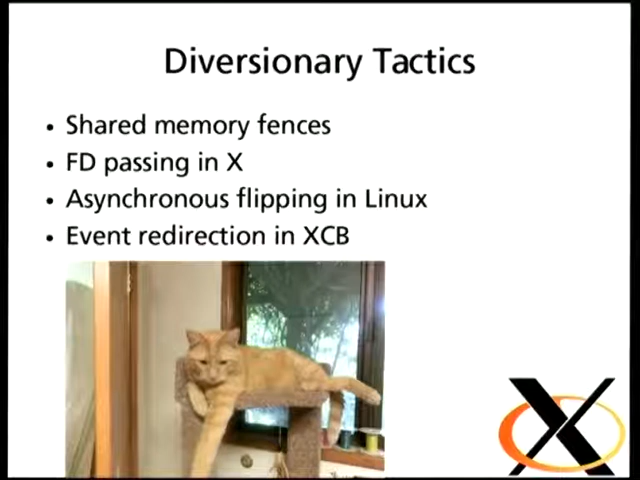 Diversionary Tactics
Shared memory fences
FD passing in X
Asynchronous flipping in Linux
Event redirection in XCB
X